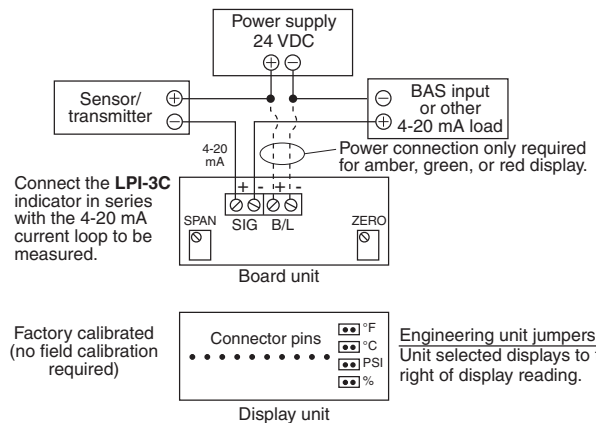 Power supply
24 VDC
+ -
Sensor/
transmitter
+
-
BAS input
or other
4-20 mA load
-
+
4-20
mA
Power connection only required
for amber, green, or red display.
Connect the LPI-3C
indicator in series
with the 4-20 mA
current loop to be
measured.
+ - + -
SPAN
SIG B/L
ZERO
Board unit
Factory calibrated
(no field calibration
required)
Connector pins
°F
°C
PSI
%
Engineering unit jumpers
Unit selected displays to
right of display reading.
Display unit